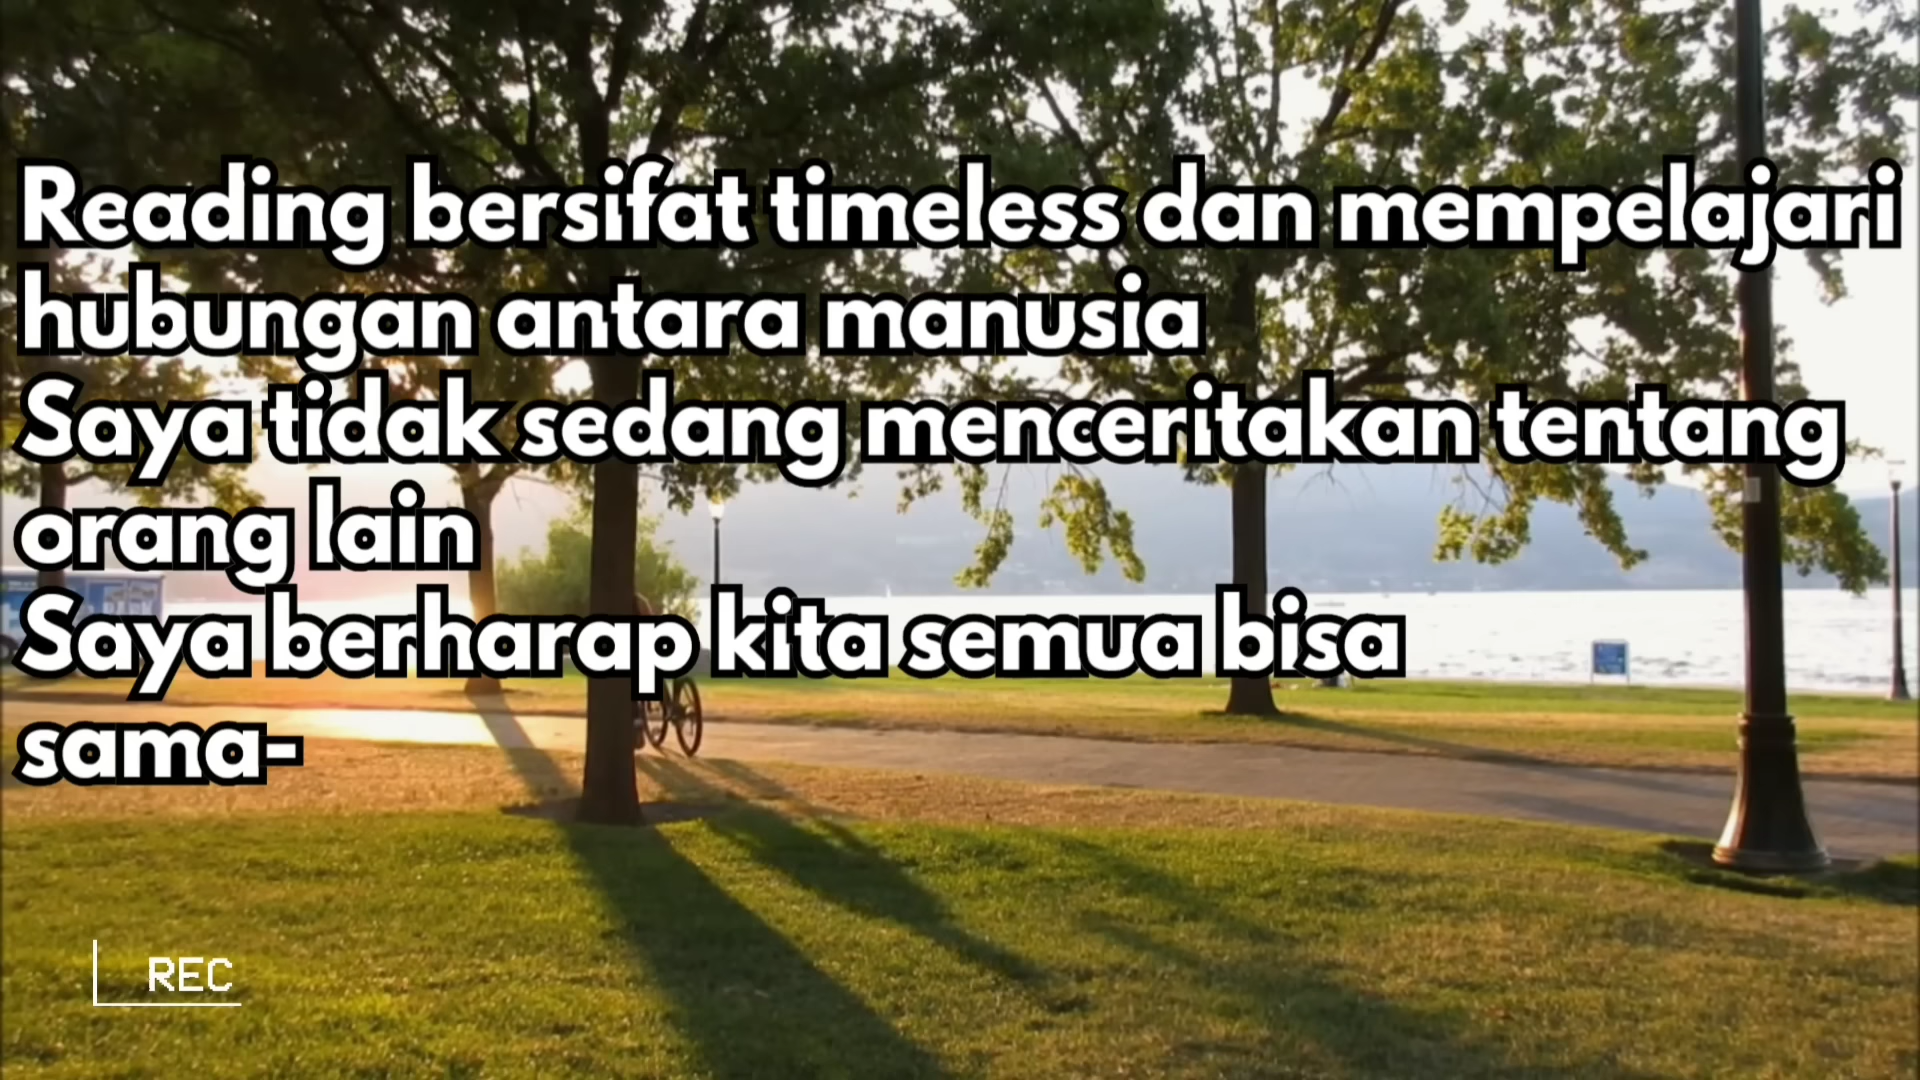 Reading bersifat timeless dan mempelajari
hubungan antara manusia
Saya tidak sedang menceritakan tentang
orang lain
Saya berharap kita semua bisa
sama-
REC